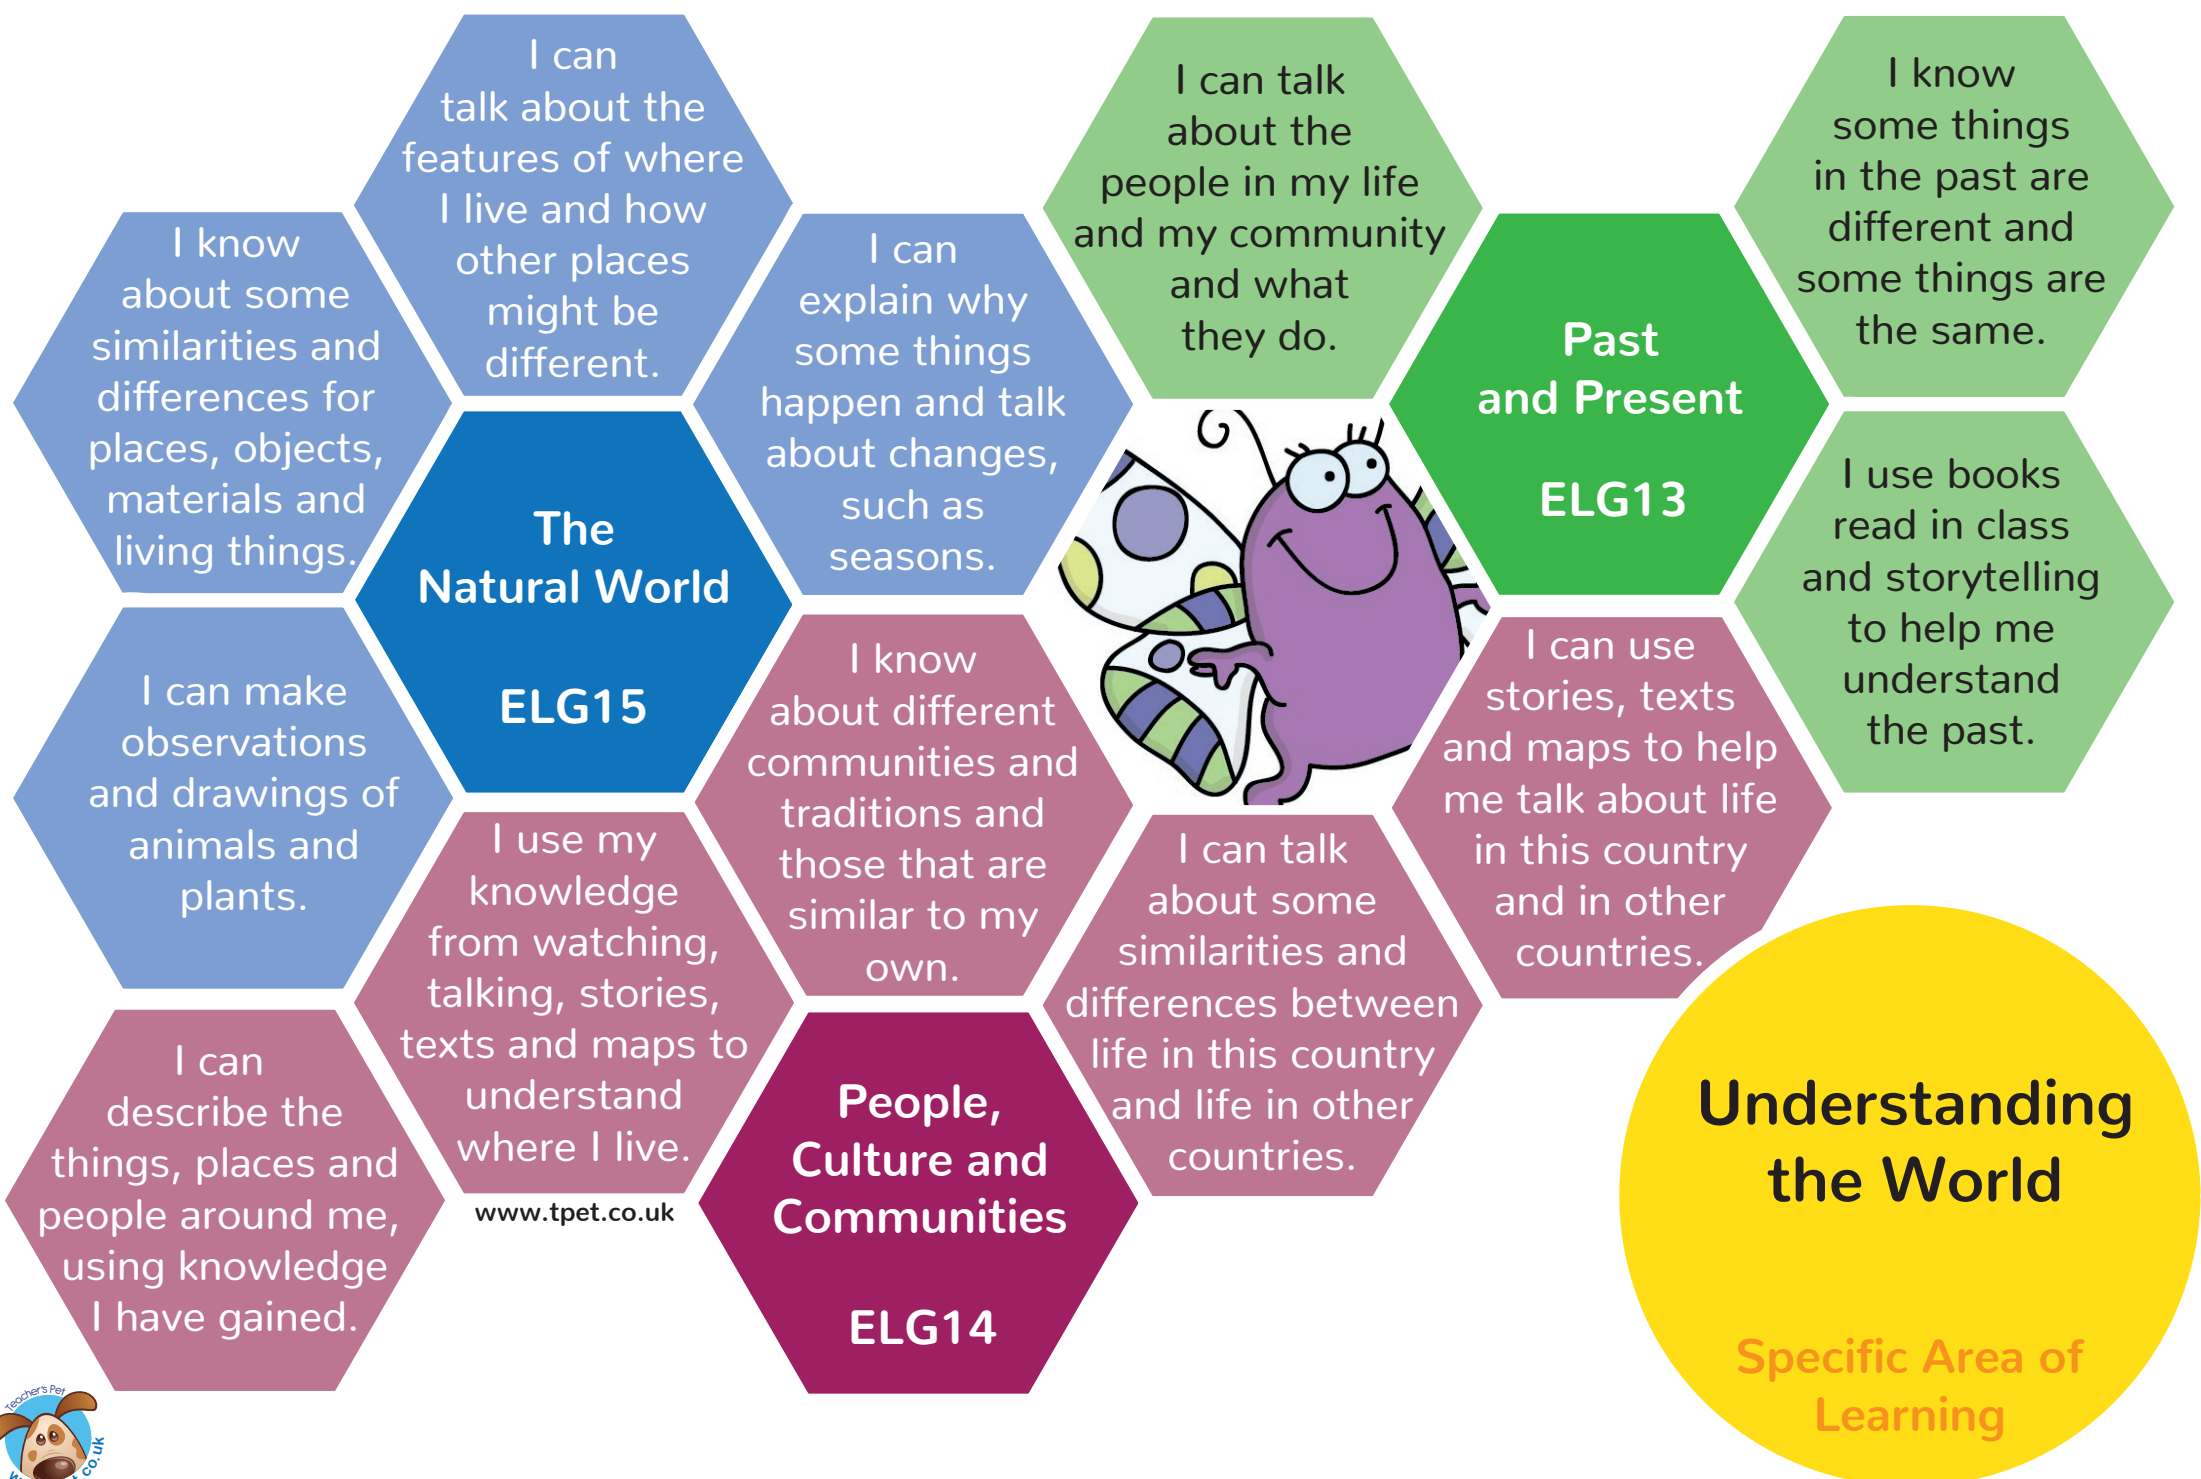 I can
talk about the
features of where
I live and how
other places
might be
different.
I can talk
about the
people in my life
and my community
and what
they do.
I know
some things
in the past are
different and
some things are
the same.
I know
about some
similarities and
differences for
places, objects,
materials and
living things.
I can
explain why
some things
happen and talk
about changes,
such as
seasons.
Past
and Present
ELG13
The
Natural World
ELG15
I use books
read in class
and storytelling
to help me
understand
the past.
I can make
observations
and drawings of
animals and
plants.
I know
about different
communities and
traditions and
those that are
similar to my
own.
I can use
stories, texts
and maps to help
me talk about life
in this country
and in other
countries.
I use my
knowledge
from watching,
talking, stories,
texts and maps to
understand
where I live.
I can talk
about some
similarities and
differences between
life in this country
and life in other
countries.
I can
describe the
things, places and
people around me,
using knowledge
I have gained.
People,
Culture and
Communities
ELG14
Understanding
the World
Specific Area of
Learning
www.tpet.co.uk
Teacher's Pet
co.uk